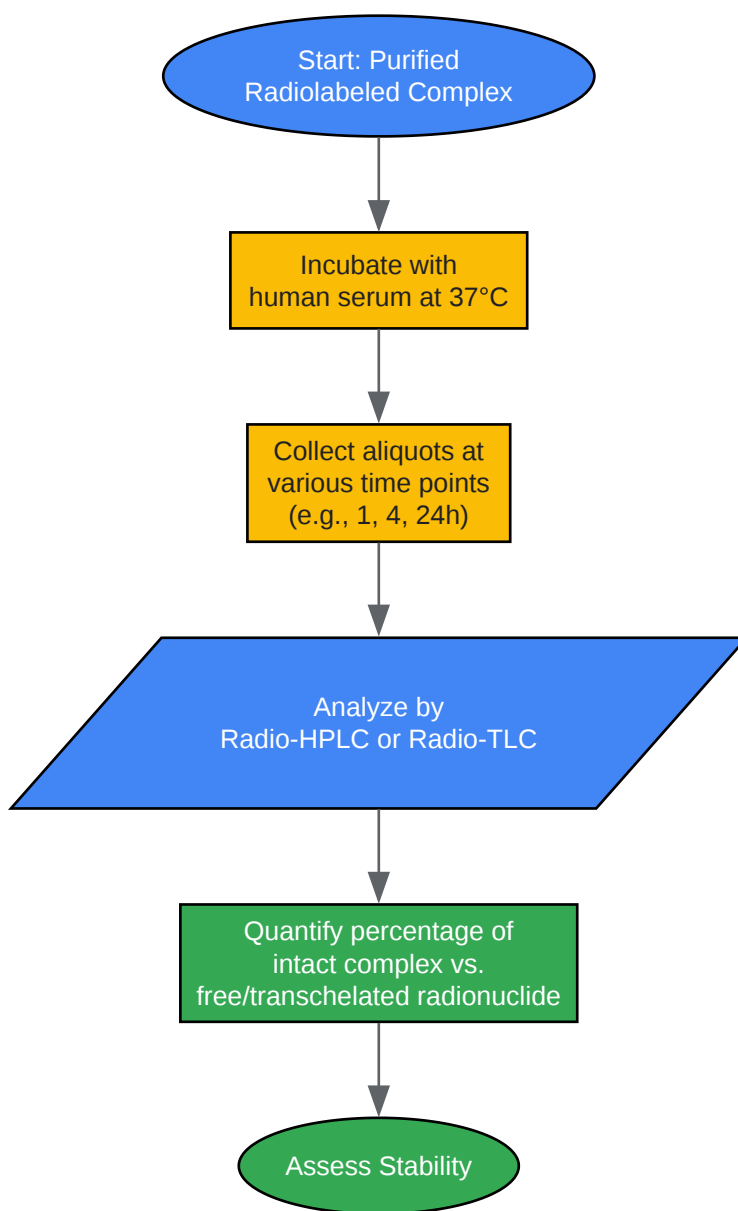 Start: Purified
Radiolabeled Complex
Incubate with
human serum at 37°C
Collect aliquots at
various time points
(e.g., 1, 4, 24h)
Analyze by
Radio-HPLC or Radio-TLC
Quantify percentage of
intact complex vs.
free/transchelated radionuclide
Assess Stability